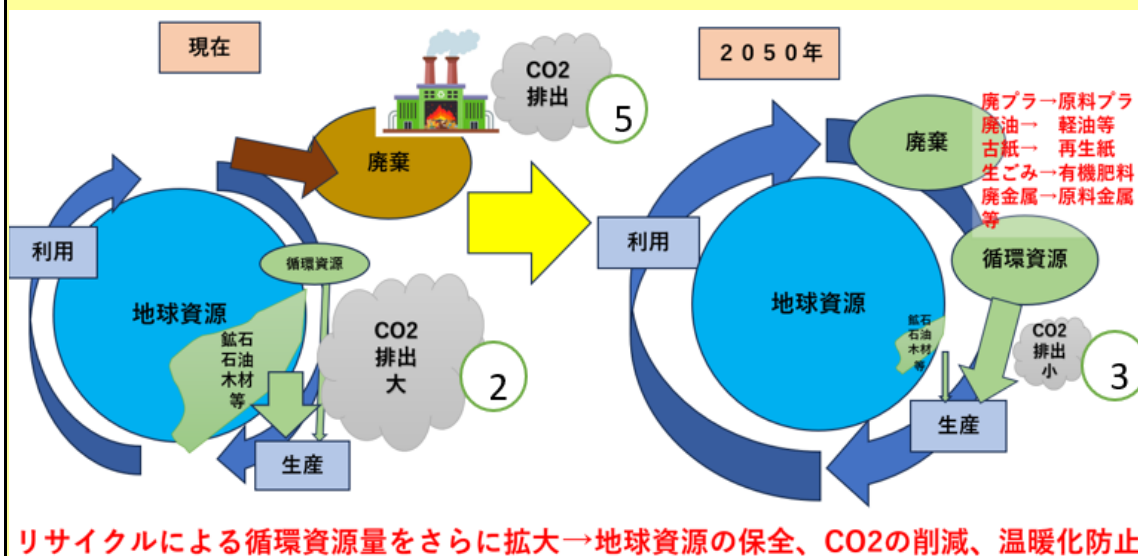 現在
CO2
排出
5
廃棄
利用
循環資源
地球資源
鉱石
石油
木材
等
CO2
排出
大
2
生産
２０５０年
廃棄
廃プラ→原料プラ
廃油→　軽油等
古紙→　再生紙
生ごみ→有機肥料
廃金属→原料金属
等
利用
循環資源
地球資源
鉱石
石油
木材
等
CO2
排出
小
3
生産
リサイクルによる循環資源量をさらに拡大→地球資源の保全、CO2の削減、温暖化防止